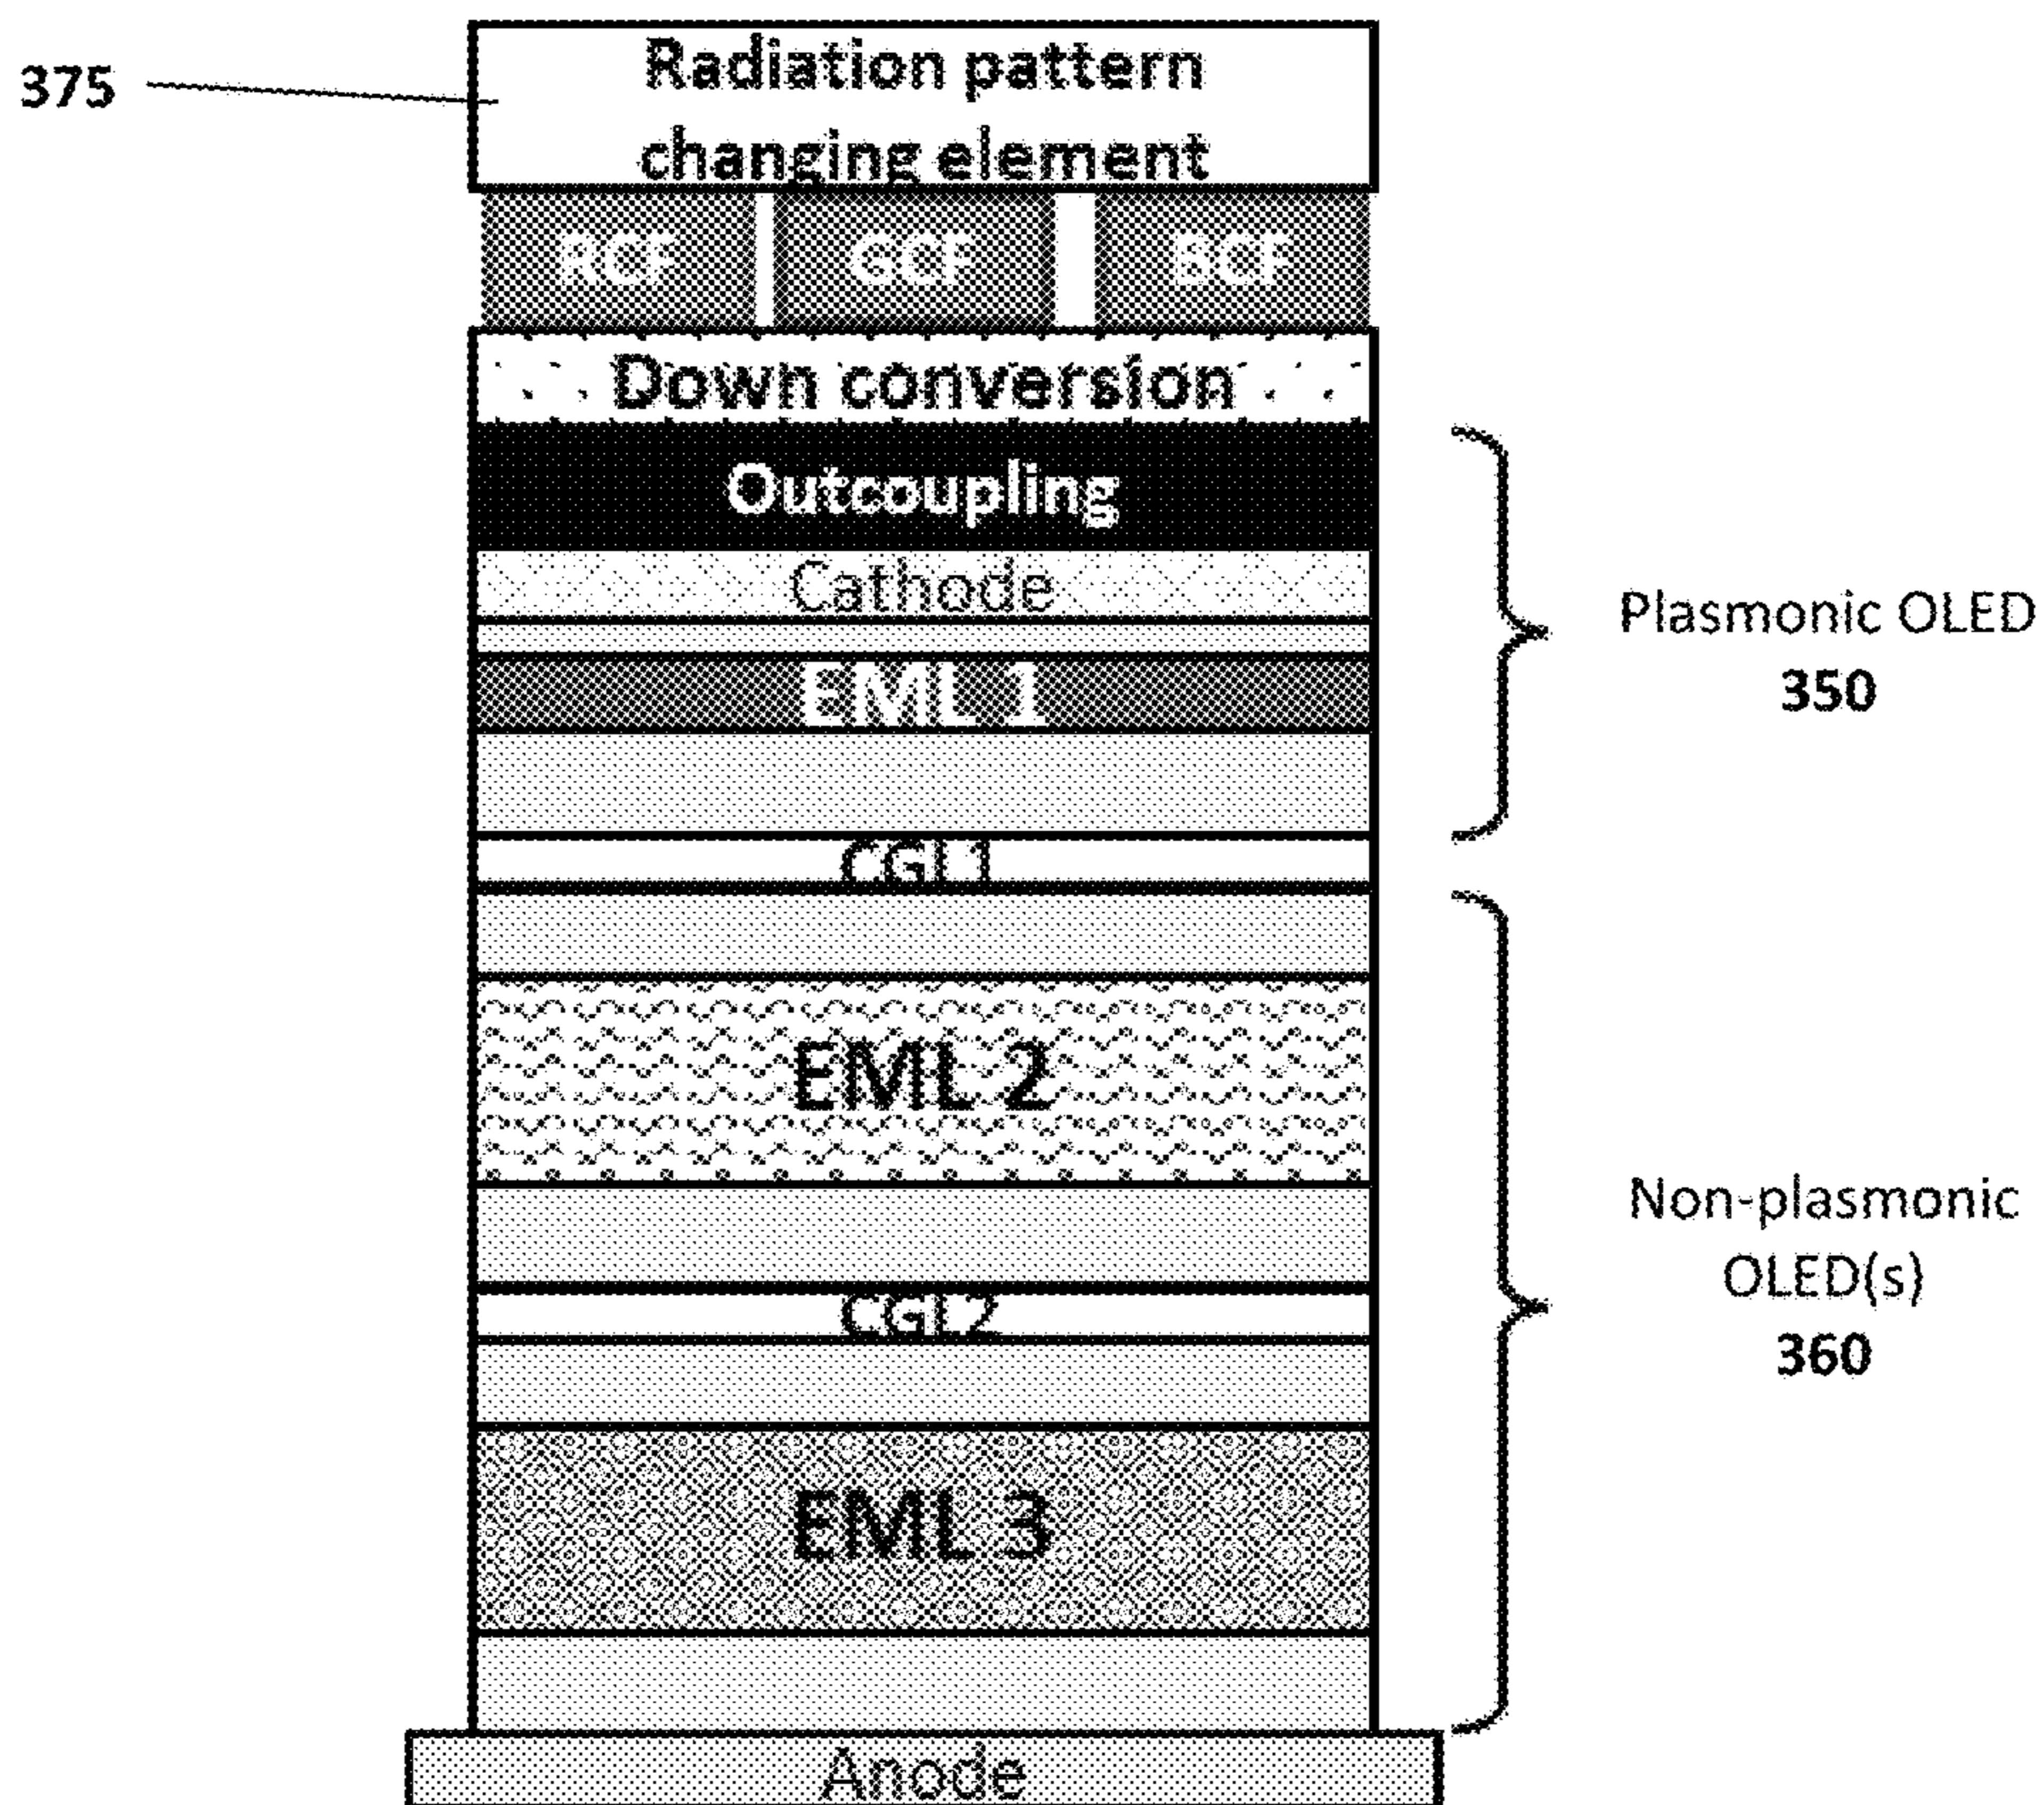 375
Radiation pattern
changing element
RCF GCF BCF
Down conversion
Outcoupling
Cathode
EML 1
Plasmonic OLED
350
CGL1
EML 2
Non-plasmonic
OLED(s)
360
CGL2
EML 3
Anode